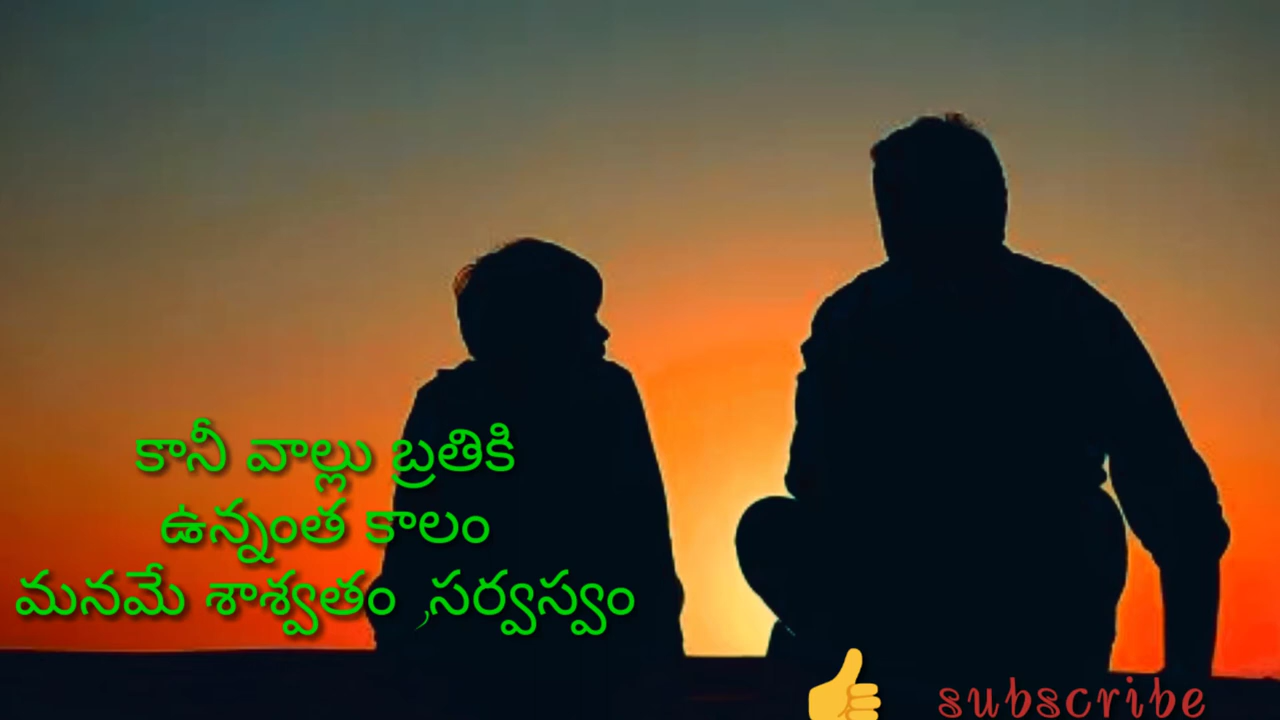 కానీ వాల్లు బ్రతికి
ఉన్నంత కాలం
మనమే శాశ్వతం ,సర్వస్వం
subscribe